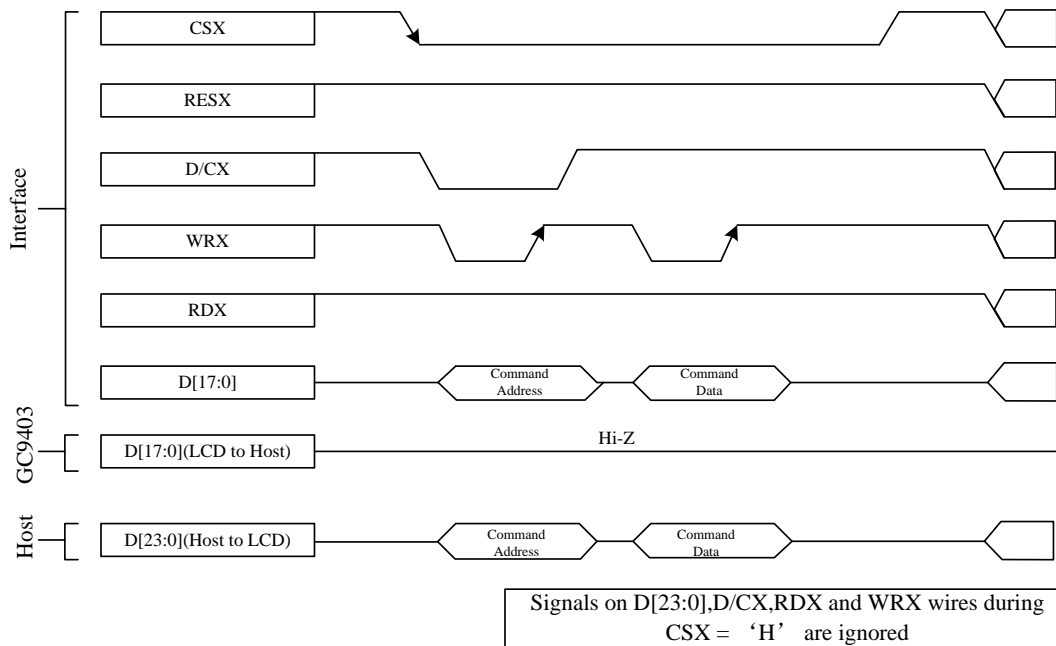 CSX
RESX
D/CX
WRX
RDX
D[17:0]
Command
Address
Command
Data
Interface
GC9403
D[17:0](LCD to Host)
Hi-Z
Host
D[23:0](Host to LCD)
Command
Address
Command
Data
Signals on D[23:0],D/CX,RDX and WRX wires during
CSX = ‘H’ are ignored